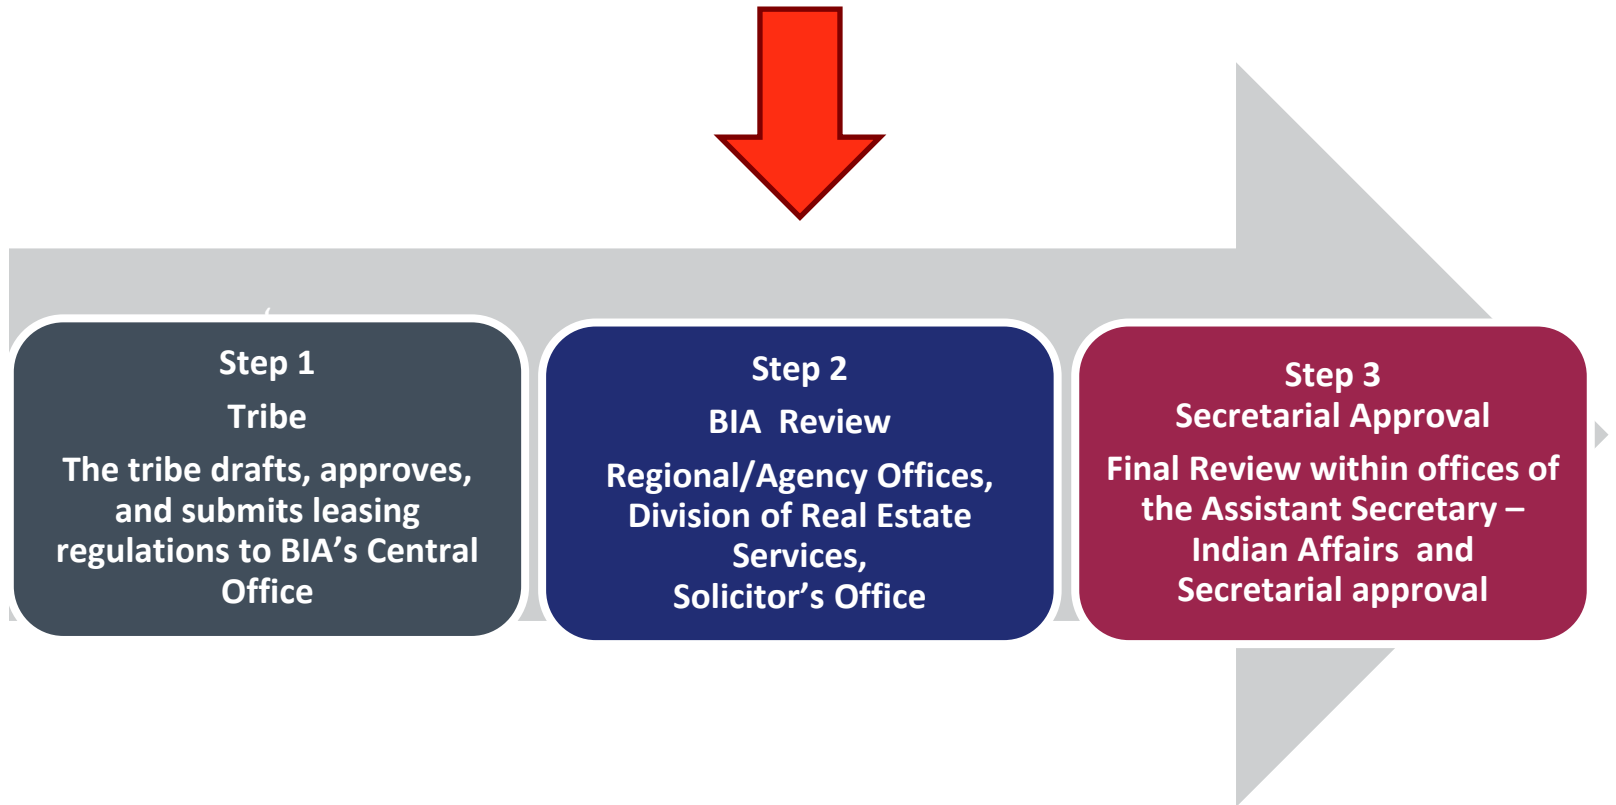 Step 1
Tribe
The tribe drafts, approves,
and submits leasing
regulations to BIA’s Central
Office
Step 2
BIA  Review
Regional/Agency Offices,
Division of Real Estate
Services,
Solicitor’s Office
Step 3
Secretarial Approval
Final Review within offices of
the Assistant Secretary –
Indian Affairs  and
Secretarial approval